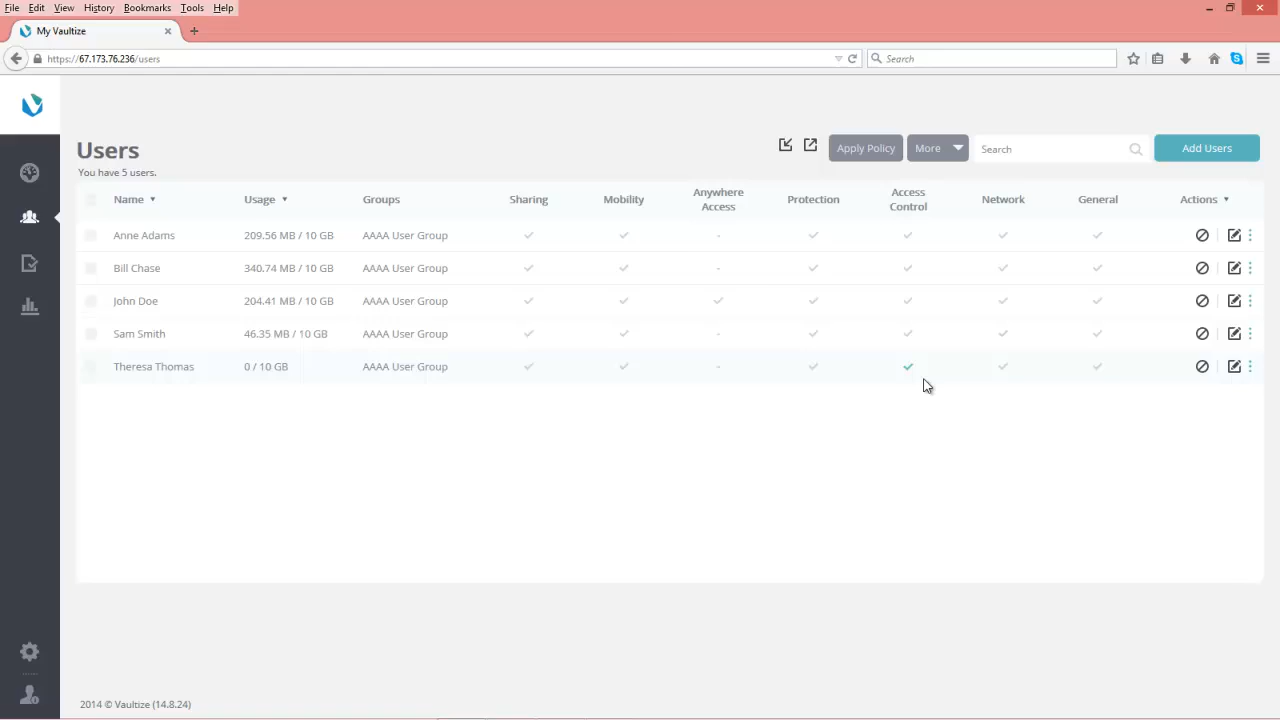 File Edit View History Bookmarks Tools Help
My Vaultize
https://67.173.76.236/users
Search
Users
You have 5 users.
Apply Policy
More
Search
Add Users
Name Usage Groups Sharing Mobility Anywhere Access Protection Access Control Network General Actions
Anne Adams 209.56 MB / 10 GB AAAA User Group -
Bill Chase 340.74 MB / 10 GB AAAA User Group -
John Doe 204.41 MB / 10 GB AAAA User Group
Sam Smith 46.35 MB / 10 GB AAAA User Group -
Theresa Thomas 0 / 10 GB AAAA User Group -
2014 © Vaultize (14.8.24)